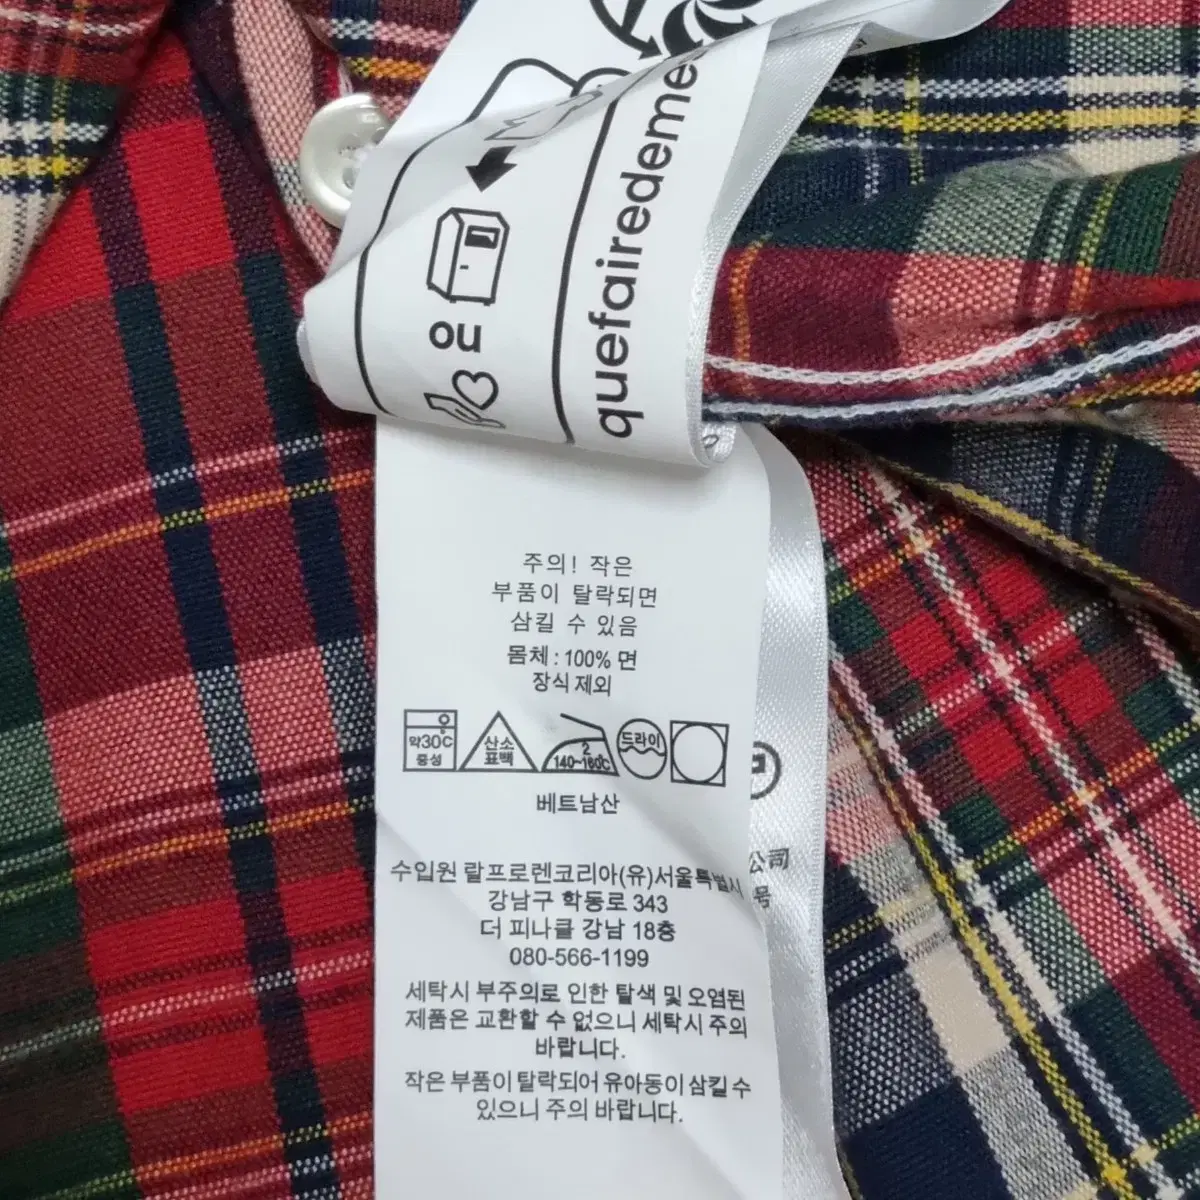 quefairedeme
ou
주의! 작은
부품이 탈락되면
삼킬 수 있음
몸체 : 100% 면
장식 제외
약30℃
중성
산소
표백
2
140~160℃
드라이
베트남산
수입원 랄프로렌코리아(유)서울특별시
강남구 학동로 343
더 피나클 강남 18층
080-566-1199
세탁시 부주의로 인한 탈색 및 오염된
제품은 교환할 수 없으니 세탁시 주의
바랍니다.
작은 부품이 탈락되어 유아동이 삼킬 수
있으니 주의 바랍니다.
公司
号